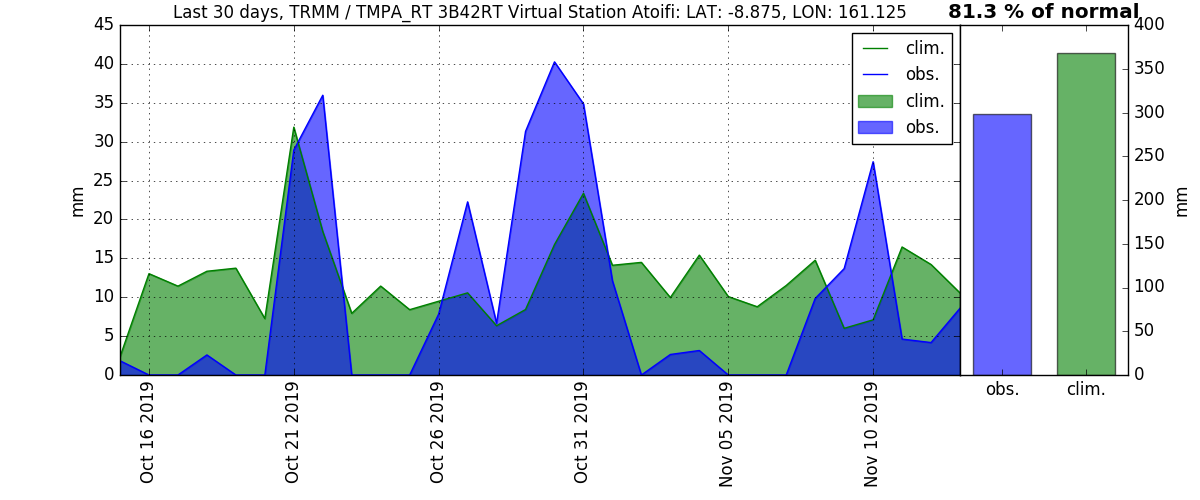 Last 30 days, TRMM / TMPA_RT 3B42RT Virtual Station Atoifi: LAT: -8.875, LON: 161.125
81.3 % of normal
45
40
35
30
25
20
15
10
5
0
mm
clim.
obs.
clim.
obs.
Oct 16 2019
Oct 21 2019
Oct 26 2019
Oct 31 2019
Nov 05 2019
Nov 10 2019
400
350
300
250
200
150
100
50
0
mm
obs.
clim.